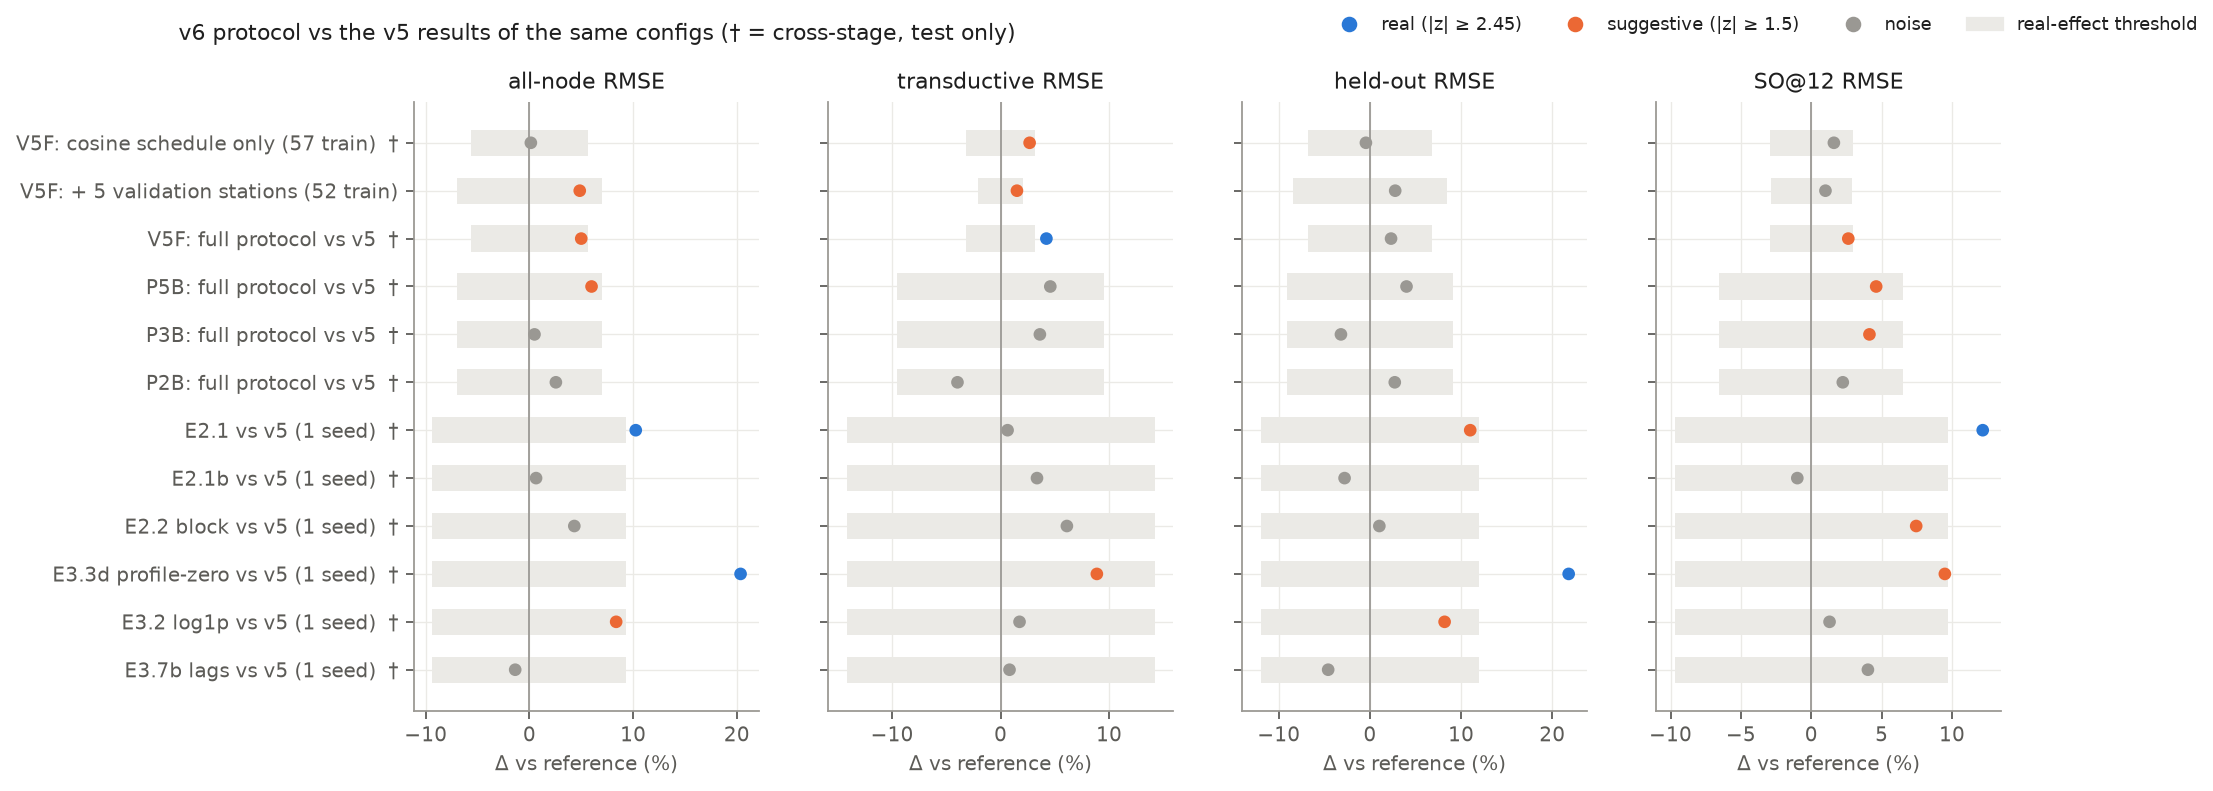 v6 protocol vs the v5 results of the same configs († = cross-stage, test only)
real (|z| ≥ 2.45)
suggestive (|z| ≥ 1.5)
noise
real-effect threshold
all-node RMSE
transductive RMSE
held-out RMSE
SO@12 RMSE
V5F: cosine schedule only (57 train) †
V5F: + 5 validation stations (52 train)
V5F: full protocol vs v5 †
P5B: full protocol vs v5 †
P3B: full protocol vs v5 †
P2B: full protocol vs v5 †
E2.1 vs v5 (1 seed) †
E2.1b vs v5 (1 seed) †
E2.2 block vs v5 (1 seed) †
E3.3d profile-zero vs v5 (1 seed) †
E3.2 log1p vs v5 (1 seed) †
E3.7b lags vs v5 (1 seed) †
−10 0 10 20
−10 0 10
−10 0 10 20
−10 −5 0 5 10
Δ vs reference (%)
Δ vs reference (%)
Δ vs reference (%)
Δ vs reference (%)